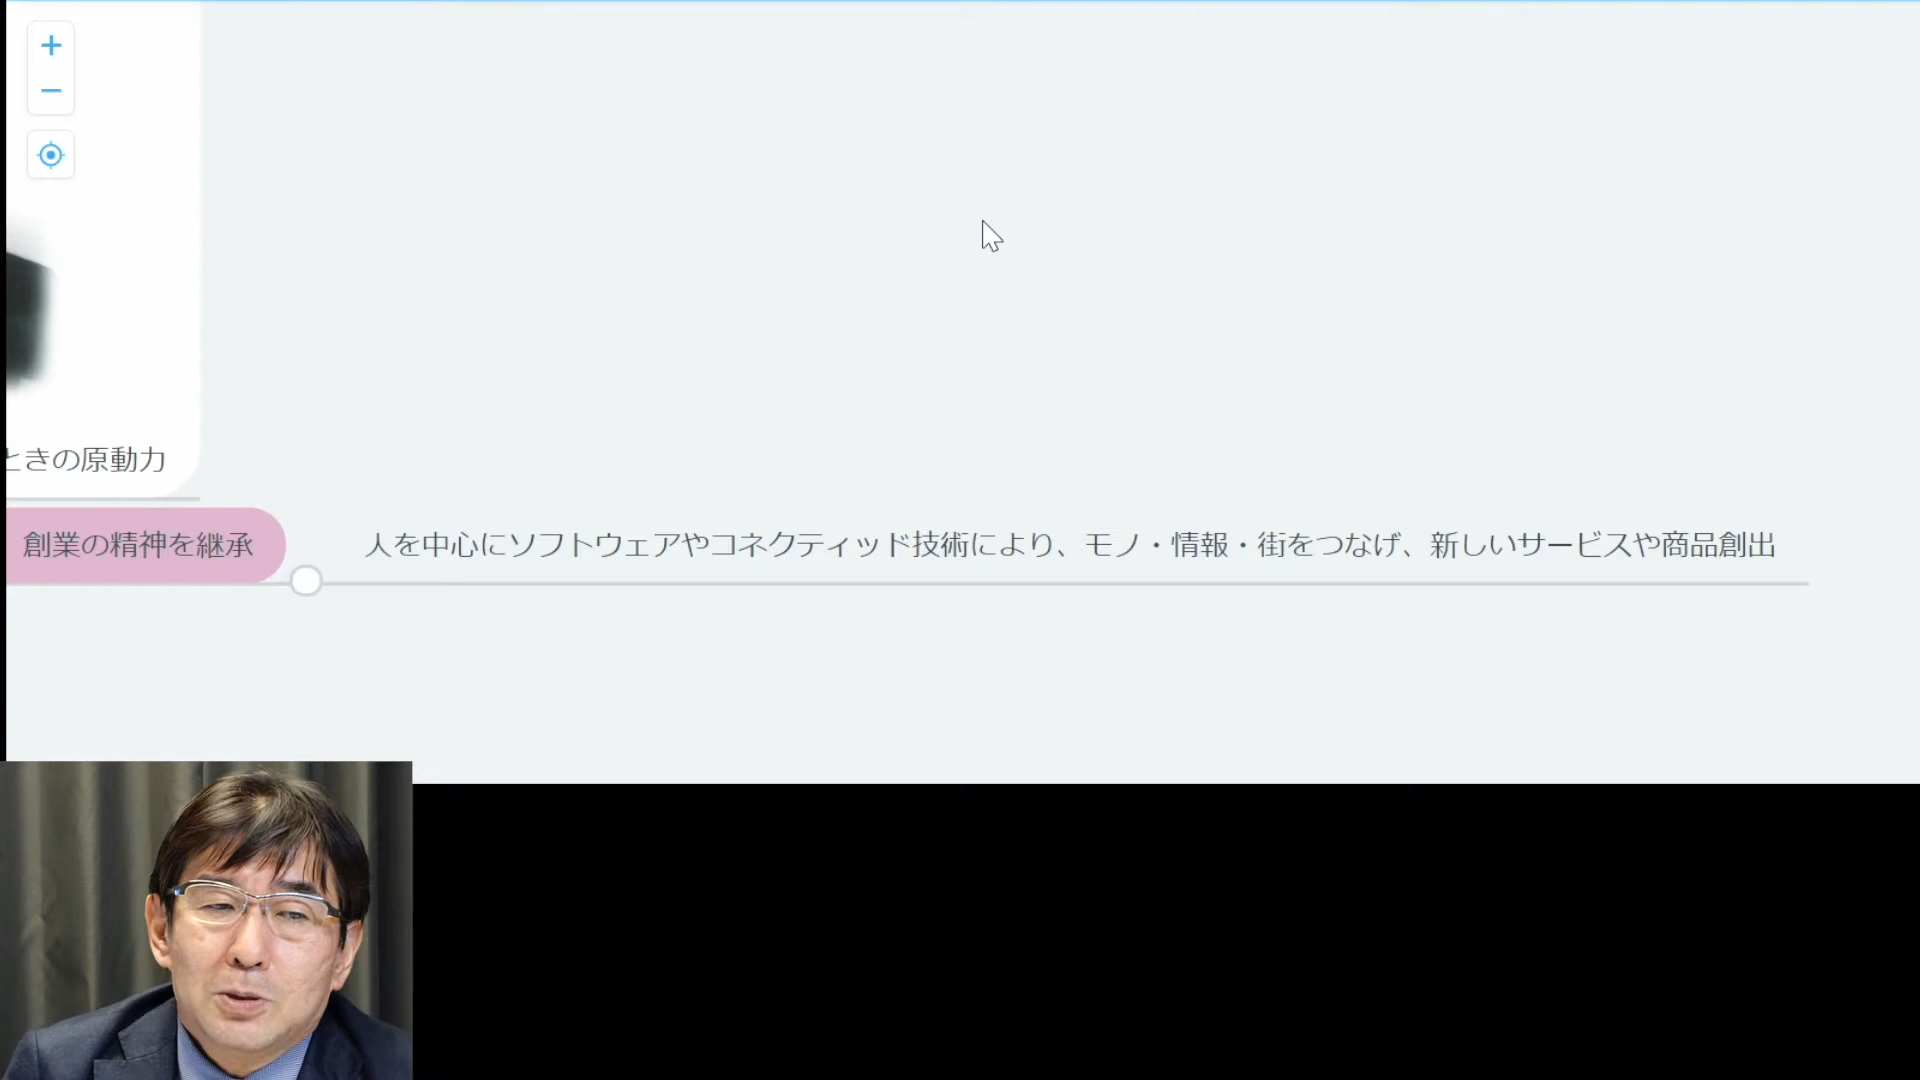 ときの原動力
創業の精神を継承
人を中心にソフトウェアやコネクティッド技術により、モノ・情報・街をつなげ、新しいサービスや商品創出